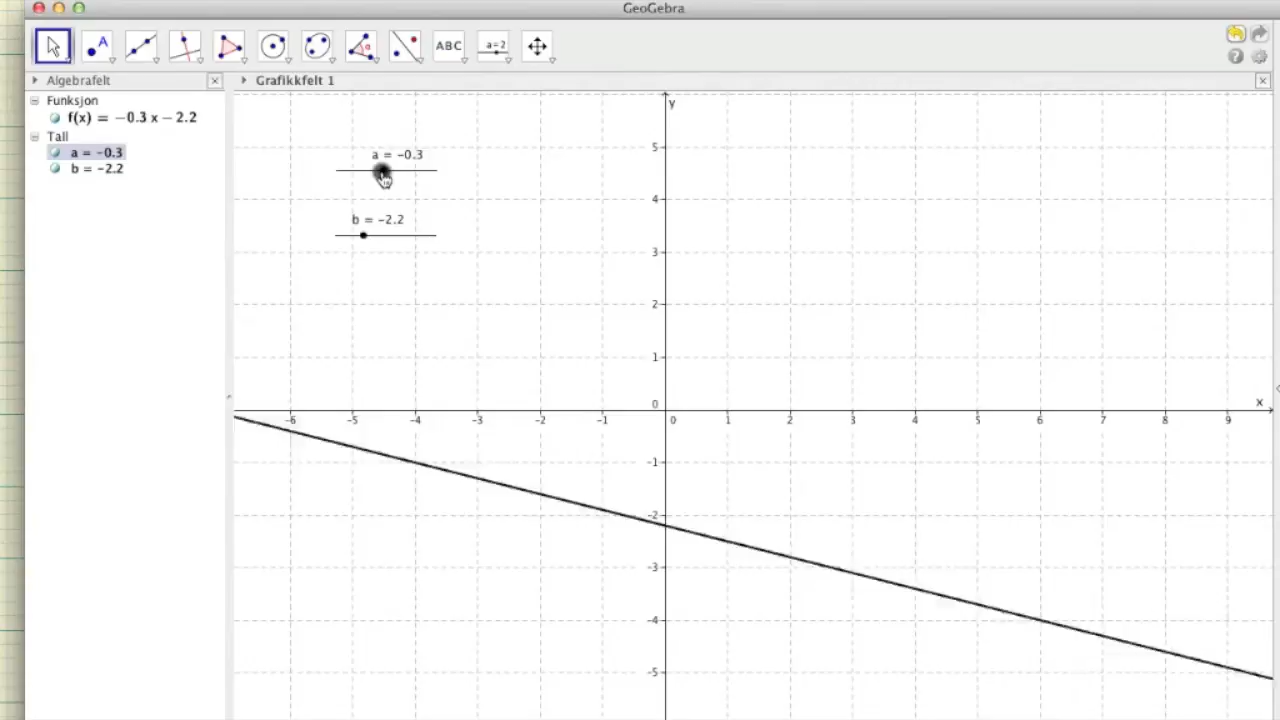 GeoGebra
A
α
ABC
a=2
?
Algebrafelt
Grafikkfelt 1
Funksjon
f(x) = −0.3 x − 2.2
Tall
a = −0.3
b = −2.2
a = −0.3
b = −2.2
y
5
4
3
2
1
0
x
-6 -5 -4 -3 -2 -1 0 1 2 3 4 5 6 7 8 9
-1
-2
-3
-4
-5